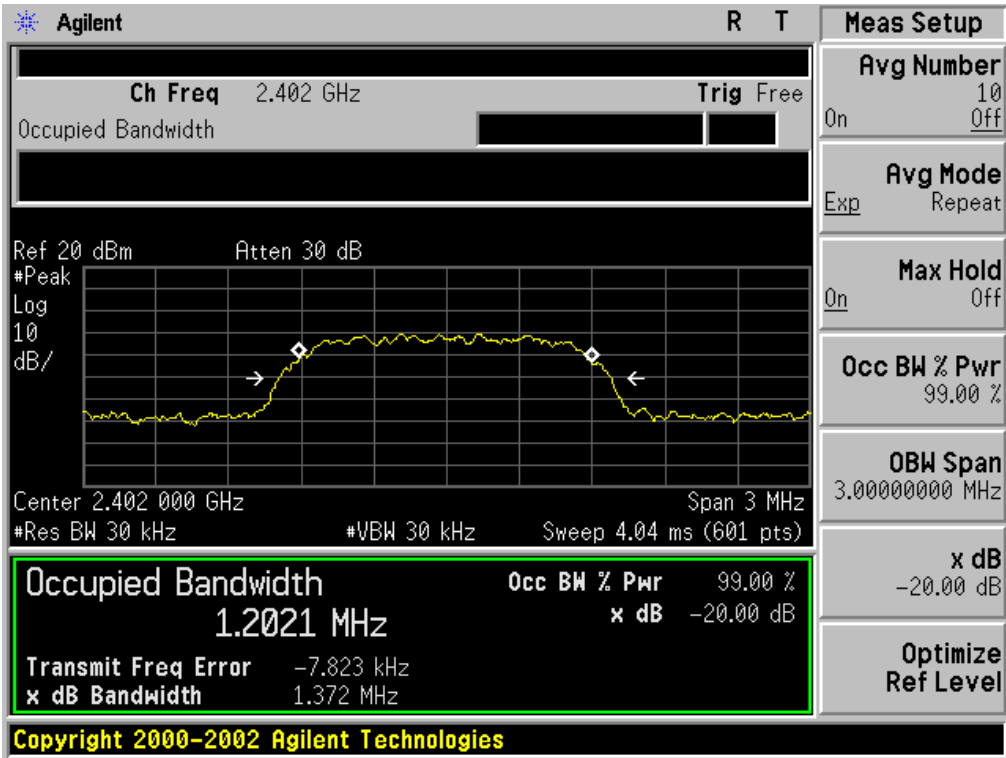 Agilent R T
Ch Freq 2.402 GHz Trig Free
Occupied Bandwidth
Ref 20 dBm Atten 30 dB
#Peak
Log
10
dB/
Center 2.402 000 GHz Span 3 MHz
#Res BW 30 kHz #VBW 30 kHz Sweep 4.04 ms (601 pts)
Occupied Bandwidth Occ BW % Pwr 99.00 %
1.2021 MHz x dB -20.00 dB
Transmit Freq Error -7.823 kHz
x dB Bandwidth 1.372 MHz
Copyright 2000-2002 Agilent Technologies
Meas Setup
Avg Number
10
On Off
Avg Mode
Exp Repeat
Max Hold
On Off
Occ BW % Pwr
99.00 %
OBW Span
3.00000000 MHz
x dB
-20.00 dB
Optimize
Ref Level